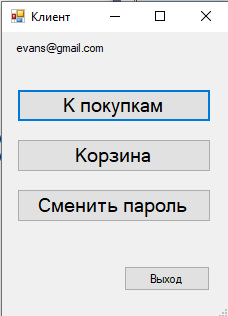 Клиент
evans@gmail.com
К покупкам
Корзина
Сменить пароль
Выход